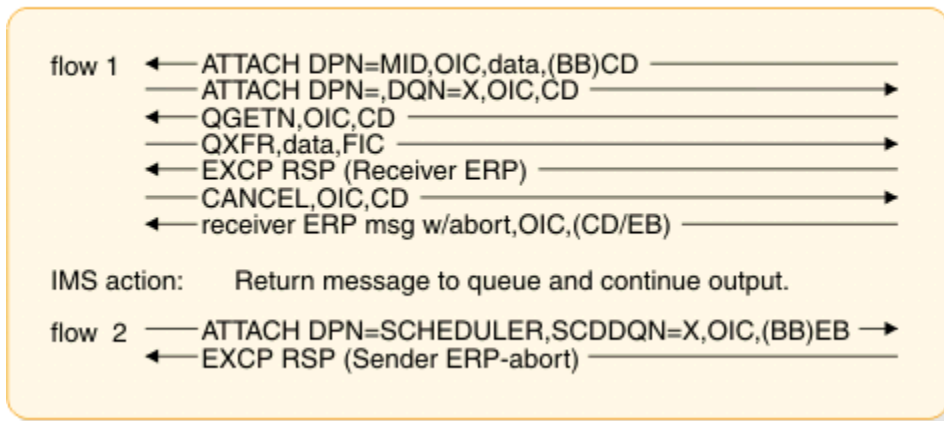 flow 1 ATTACH DPN=MID,OIC,data,(BB)CD
ATTACH DPN=,DQN=X,OIC,CD
QGETN,OIC,CD
QXFR,data,FIC
EXCP RSP (Receiver ERP)
CANCEL,OIC,CD
receiver ERP msg w/abort,OIC,(CD/EB)
IMS action: Return message to queue and continue output.
flow 2 ATTACH DPN=SCHEDULER,SCDDQN=X,OIC,(BB)EB
EXCP RSP (Sender ERP-abort)